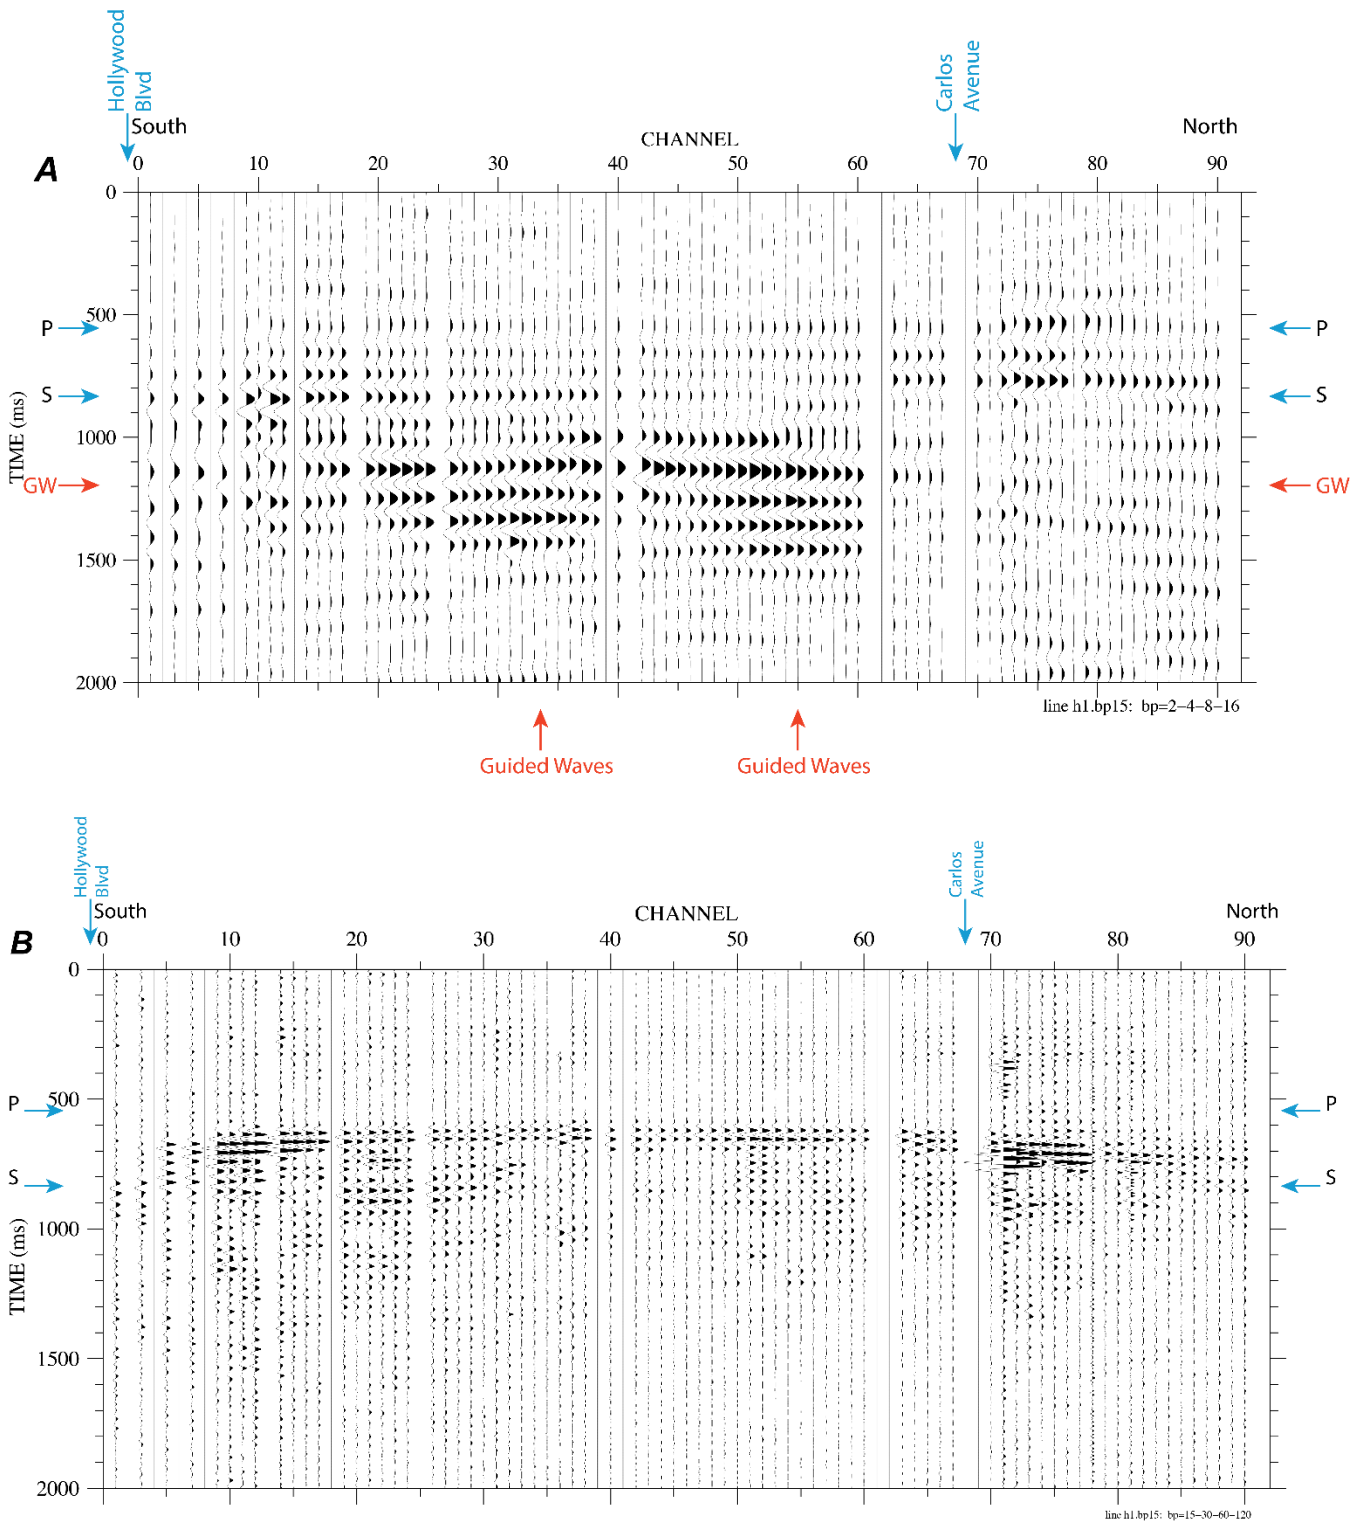 Hollywood
Blvd
Carlos
Avenue
South
CHANNEL
North
A
0 10 20 30 40 50 60 70 80 90
0
500
P
P
S
S
1000
TIME (ms)
GW
GW
1500
2000
line h1.bp15: bp=2-4-8-16
Guided Waves
Guided Waves
Hollywood
Blvd
Carlos
Avenue
South
CHANNEL
North
B
0 10 20 30 40 50 60 70 80 90
0
500
P
P
S
S
1000
TIME (ms)
1500
2000
line h1.bp15: bp=15-30-60-120